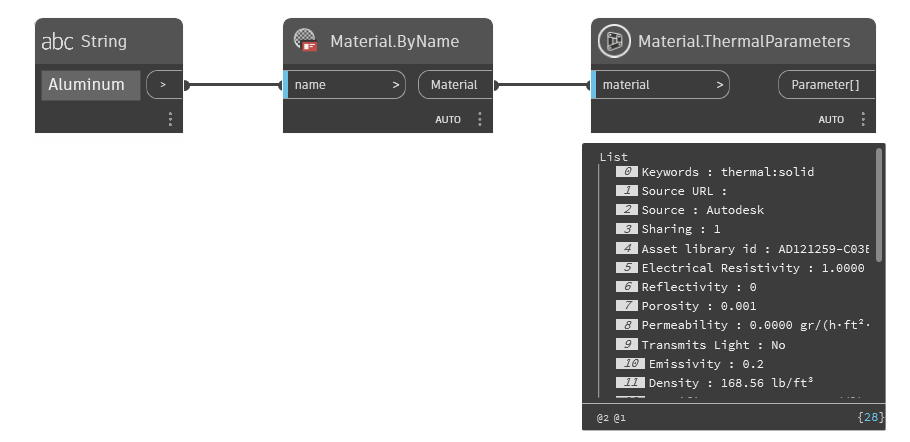 abc String
Aluminum >
Material.ByName
name > Material
AUTO
Material.ThermalParameters
material > Parameter[]
AUTO
List
0 Keywords : thermal:solid
1 Source URL :
2 Source : Autodesk
3 Sharing : 1
4 Asset library id : AD121259-C03E
5 Electrical Resistivity : 1.0000
6 Reflectivity : 0
7 Porosity : 0.001
8 Permeability : 0.0000 gr/(h·ft²·
9 Transmits Light : No
10 Emissivity : 0.2
11 Density : 168.56 lb/ft³
@2 @1 {28}